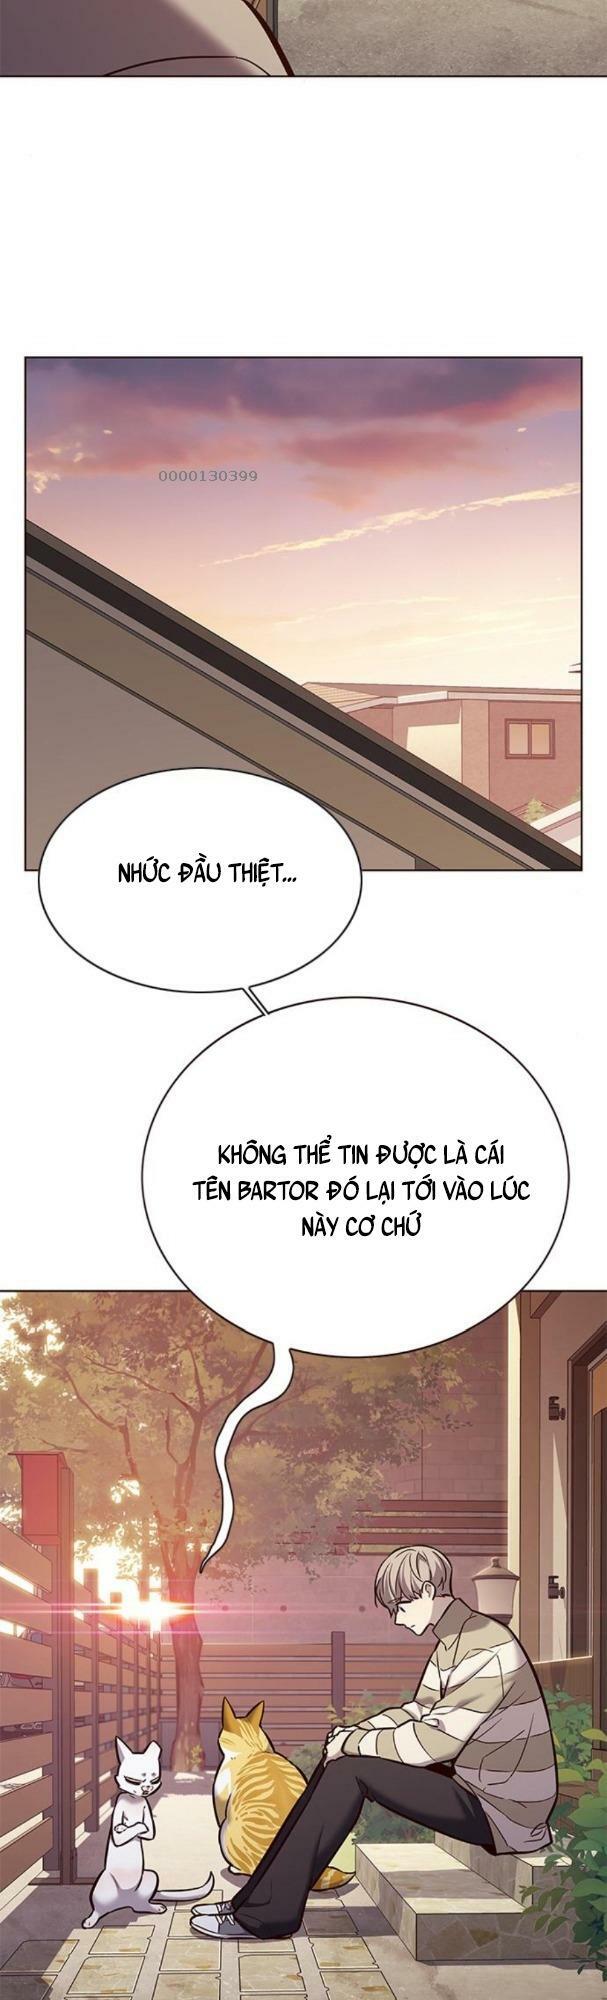 0000130399
NHỨC ĐẦU THIỆT...
KHÔNG THỂ TIN ĐƯỢC LÀ CÁI
TÊN BARTOR ĐÓ LẠI TỚI VÀO LÚC
NÀY CƠ CHỨ